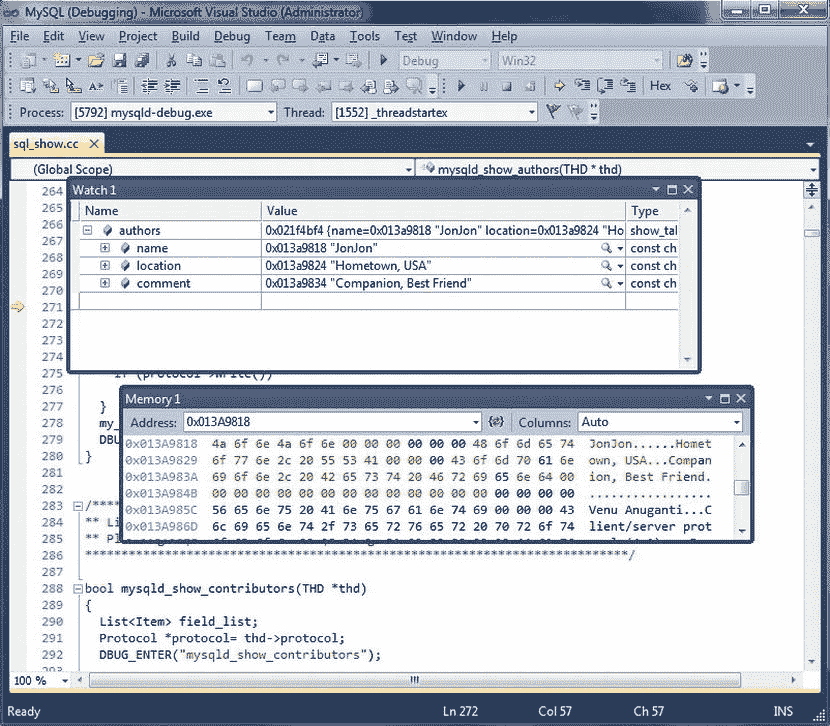 MySQL (Debugging) - Microsoft Visual Studio (Administrator)
File Edit View Project Build Debug Team Data Tools Test Window Help
Debug Win32
Hex
Process: [5792] mysqld-debug.exe Thread: [1552] _threadstartex
sql_show.cc
(Global Scope) mysqld_show_authors(THD * thd)
264
265
266
267
268
269
270
271
272
273
274
Watch 1
Name Value Type
authors 0x021f4bf4 {name=0x013a9818 "JonJon" location=0x013a9824 "Ho show_tal
name 0x013a9818 "JonJon" const ch
location 0x013a9824 "Hometown, USA" const ch
comment 0x013a9834 "Companion, Best Friend" const ch
275 if (protocol->write())
276
277 }
278 my_
279 DBU
280 }
281
282
283 /****
284 ** Li
285 ** Pl
Memory 1
Address: 0x013A9818 Columns: Auto
0x013A9818 4a 6f 6e 4a 6f 6e 00 00 00 00 00 00 48 6f 6d 65 74 JonJon......Homet
0x013A9829 6f 77 6e 2c 20 55 53 41 00 00 00 43 6f 6d 70 61 6e own, USA...Compan
0x013A983A 69 6f 6e 2c 20 42 65 73 74 20 46 72 69 65 6e 64 00 ion, Best Friend.
0x013A984B 00 00 00 00 00 00 00 00 00 00 00 00 00 00 00 00 00 .................
0x013A985C 56 65 6e 75 20 41 6e 75 67 61 6e 74 69 00 00 00 43 Venu Anuganti...C
0x013A986D 6c 69 65 6e 74 2f 73 65 72 76 65 72 20 70 72 6f 74 lient/server prot
286 *****************************************************************************/
287
288 bool mysqld_show_contributors(THD *thd)
289 {
290 List<Item> field_list;
291 Protocol *protocol= thd->protocol;
292 DBUG_ENTER("mysqld_show_contributors");
293
100 %
Ready Ln 272 Col 57 Ch 57 INS